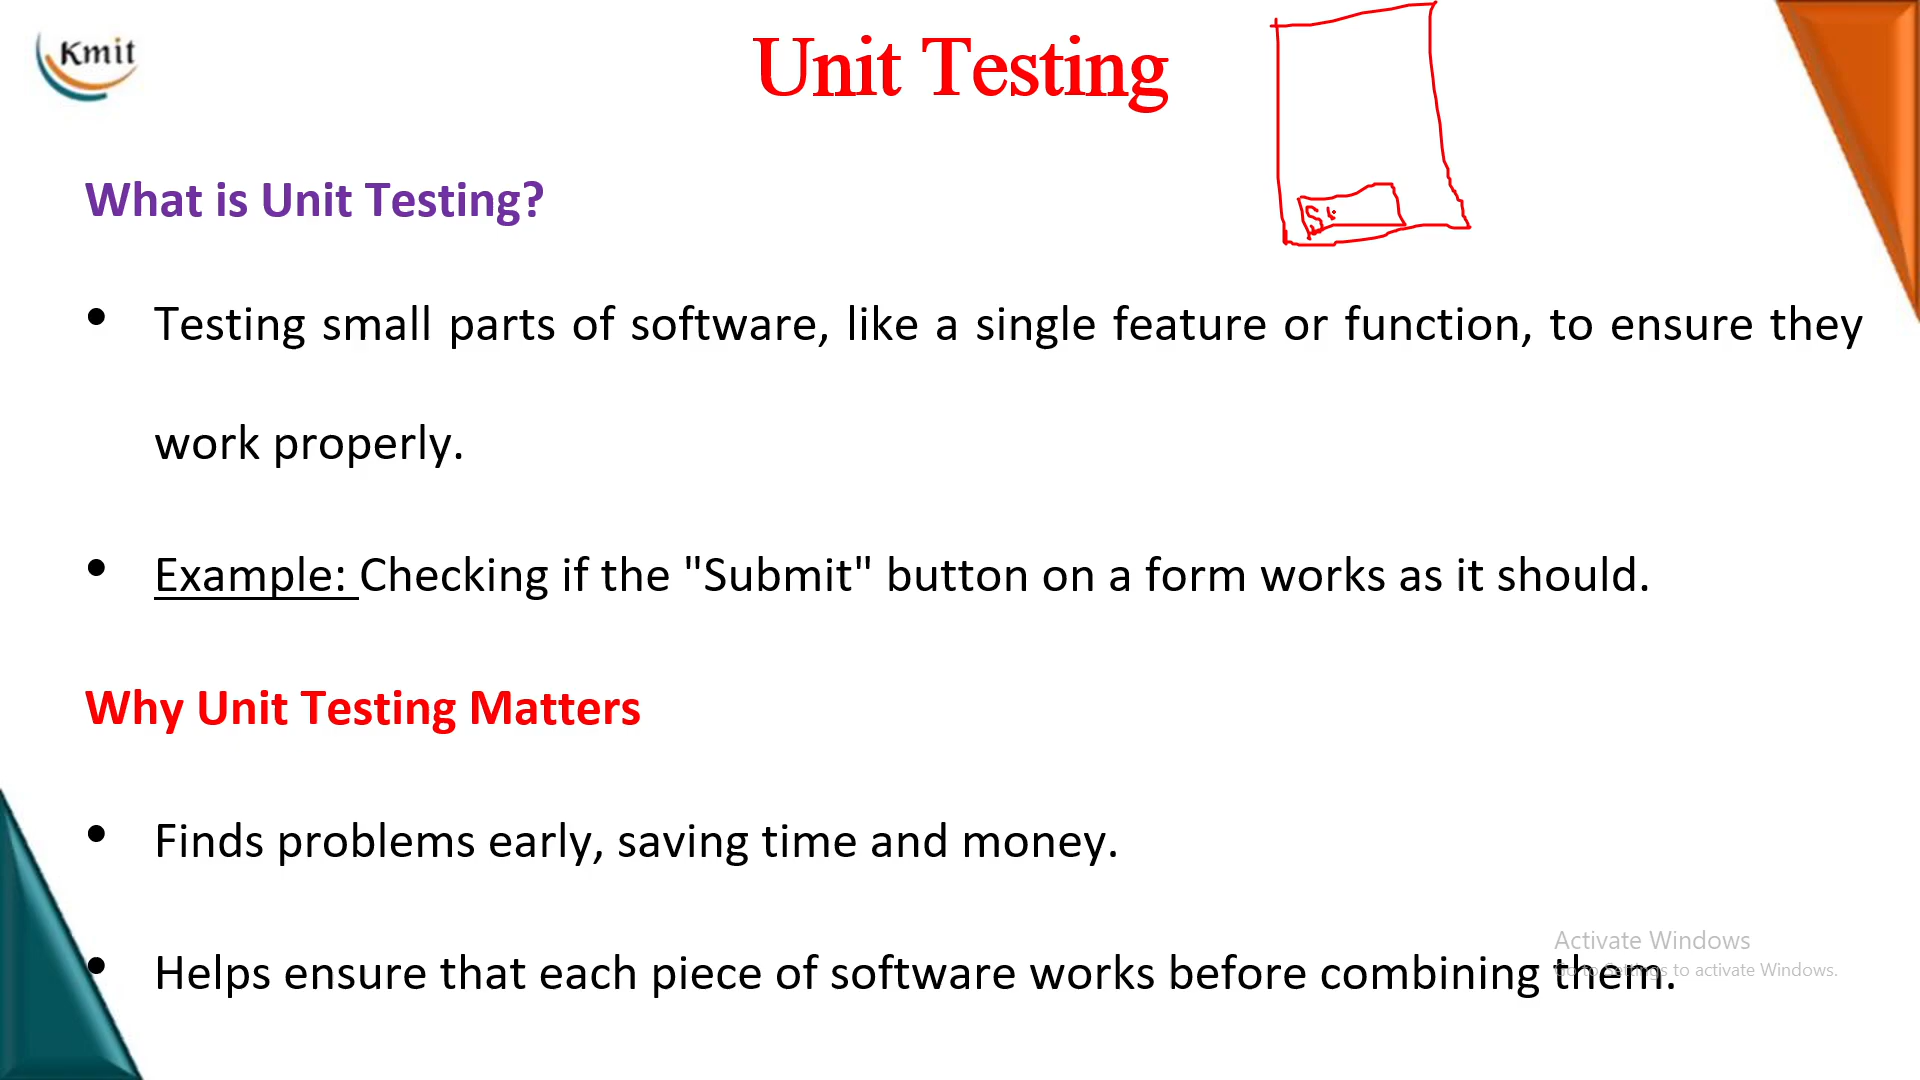 Kmit
Unit Testing
What is Unit Testing?
• Testing small parts of software, like a single feature or function, to ensure they
work properly.
• Example: Checking if the "Submit" button on a form works as it should.
Why Unit Testing Matters
• Finds problems early, saving time and money.
• Helps ensure that each piece of software works before combining them.
Activate Windows
Go to Settings to activate Windows.